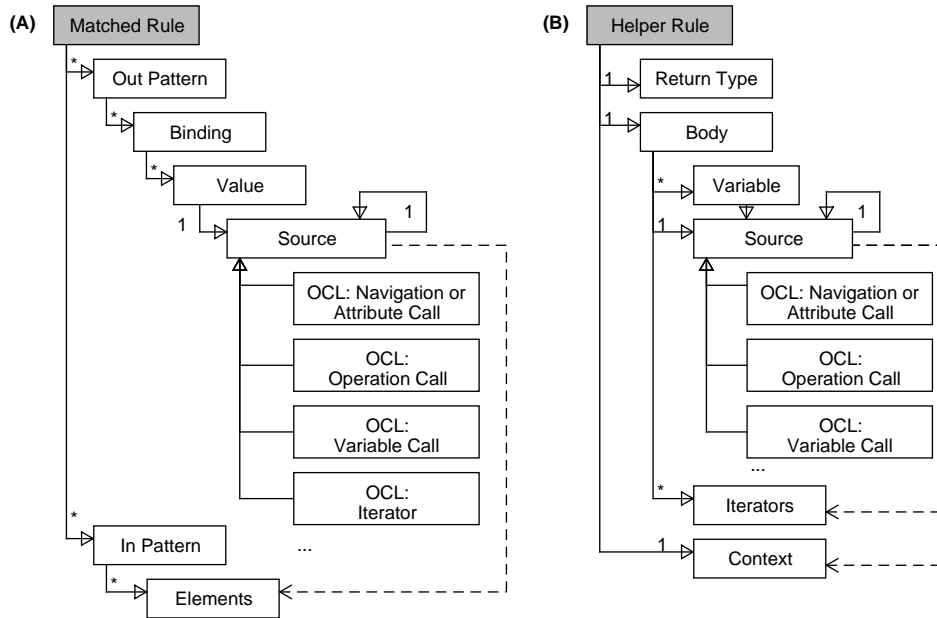 (A)
Matched Rule
*
Out Pattern
*
Binding
*
Value
1
1
Source
OCL: Navigation or
Attribute Call
OCL:
Operation Call
OCL:
Variable Call
OCL:
Iterator
...
*
In Pattern
*
Elements
(B)
Helper Rule
1
Return Type
1
Body
*
Variable
1
1
Source
OCL: Navigation or
Attribute Call
OCL:
Operation Call
OCL:
Variable Call
...
*
Iterators
1
Context